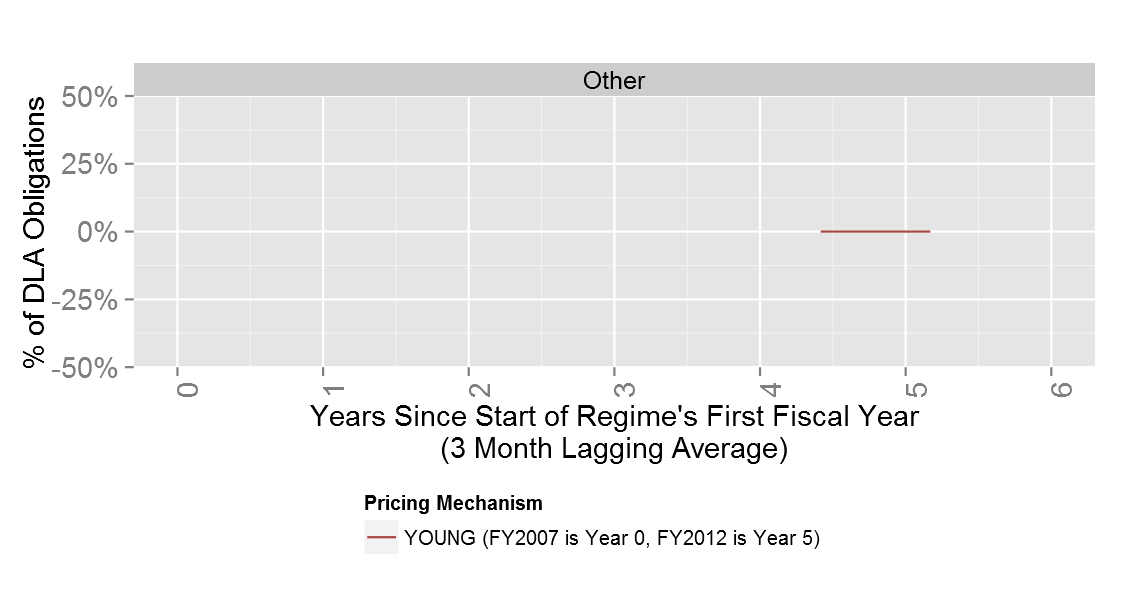 Other
% of DLA Obligations
50%
25%
0%
-25%
-50%
0
1
2
3
4
5
6
Years Since Start of Regime's First Fiscal Year
(3 Month Lagging Average)
Pricing Mechanism
YOUNG (FY2007 is Year 0, FY2012 is Year 5)